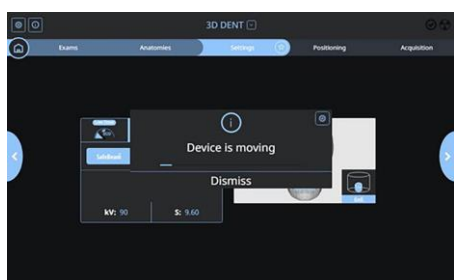 3D DENT
Exams
Anatomies
Settings
Positioning
Acquisition
Device is moving
Dismiss
kV: 90
S: 9.60